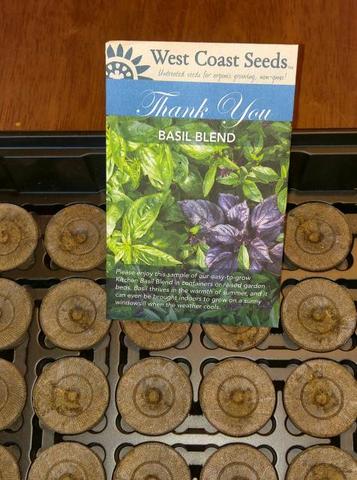 West Coast Seeds™
Untreated seeds for organic growing, non-gmo!
Thank You
BASIL BLEND
Please enjoy this sample of our easy-to-grow
Kitchen Basil Blend in containers or raised garden
beds. Basil thrives in the warmth of summer, and it
can even be brought indoors to grow on a sunny
windowsill when the weather cools.